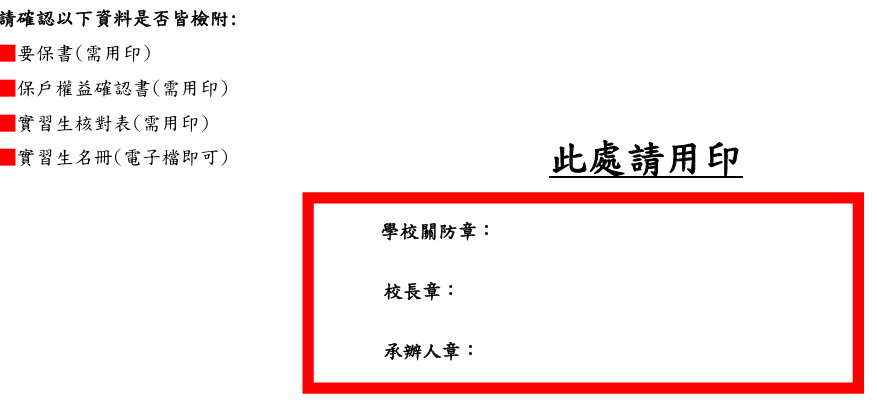 請確認以下資料是否皆檢附:
要保書(需用印)
保戶權益確認書(需用印)
實習生核對表(需用印)
實習生名冊(電子檔即可)
此處請用印
學校關防章：
校長章：
承辦人章：